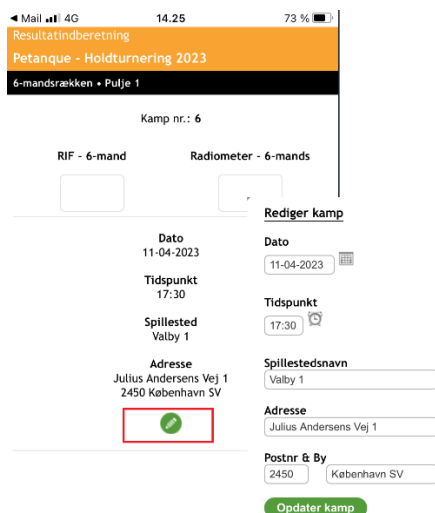 Mail 4G 14.25 73 %
Resultatindberetning
Petanque - Holdturnering 2023
6-mandsrækken • Pulje 1
Kamp nr.: 6
RIF - 6-mand Radiometer - 6-mands
Dato
11-04-2023
Tidspunkt
17:30
Spillested
Valby 1
Adresse
Julius Andersens Vej 1
2450 København SV
Rediger kamp
Dato
11-04-2023
Tidspunkt
17:30
Spillestedsnavn
Valby 1
Adresse
Julius Andersens Vej 1
Postnr & By
2450 København SV
Opdater kamp